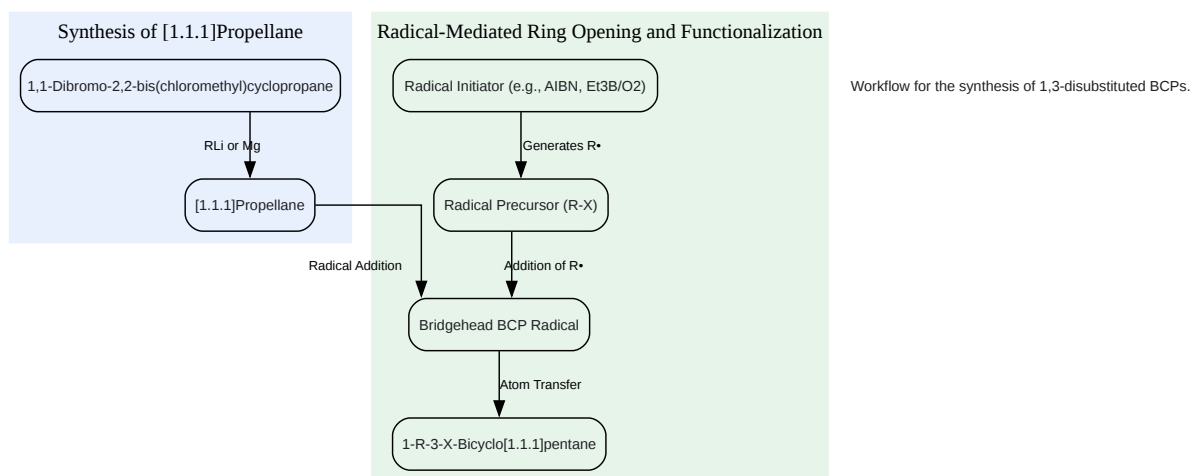 Synthesis of [1.1.1]Propellane
1,1-Dibromo-2,2-bis(chloromethyl)cyclopropane
RLi or Mg
[1.1.1]Propellane
Radical Addition
Radical-Mediated Ring Opening and Functionalization
Radical Initiator (e.g., AIBN, Et3B/O2)
Generates R•
Radical Precursor (R-X)
Addition of R•
Bridgehead BCP Radical
Atom Transfer
1-R-3-X-Bicyclo[1.1.1]pentane
Workflow for the synthesis of 1,3-disubstituted BCPs.